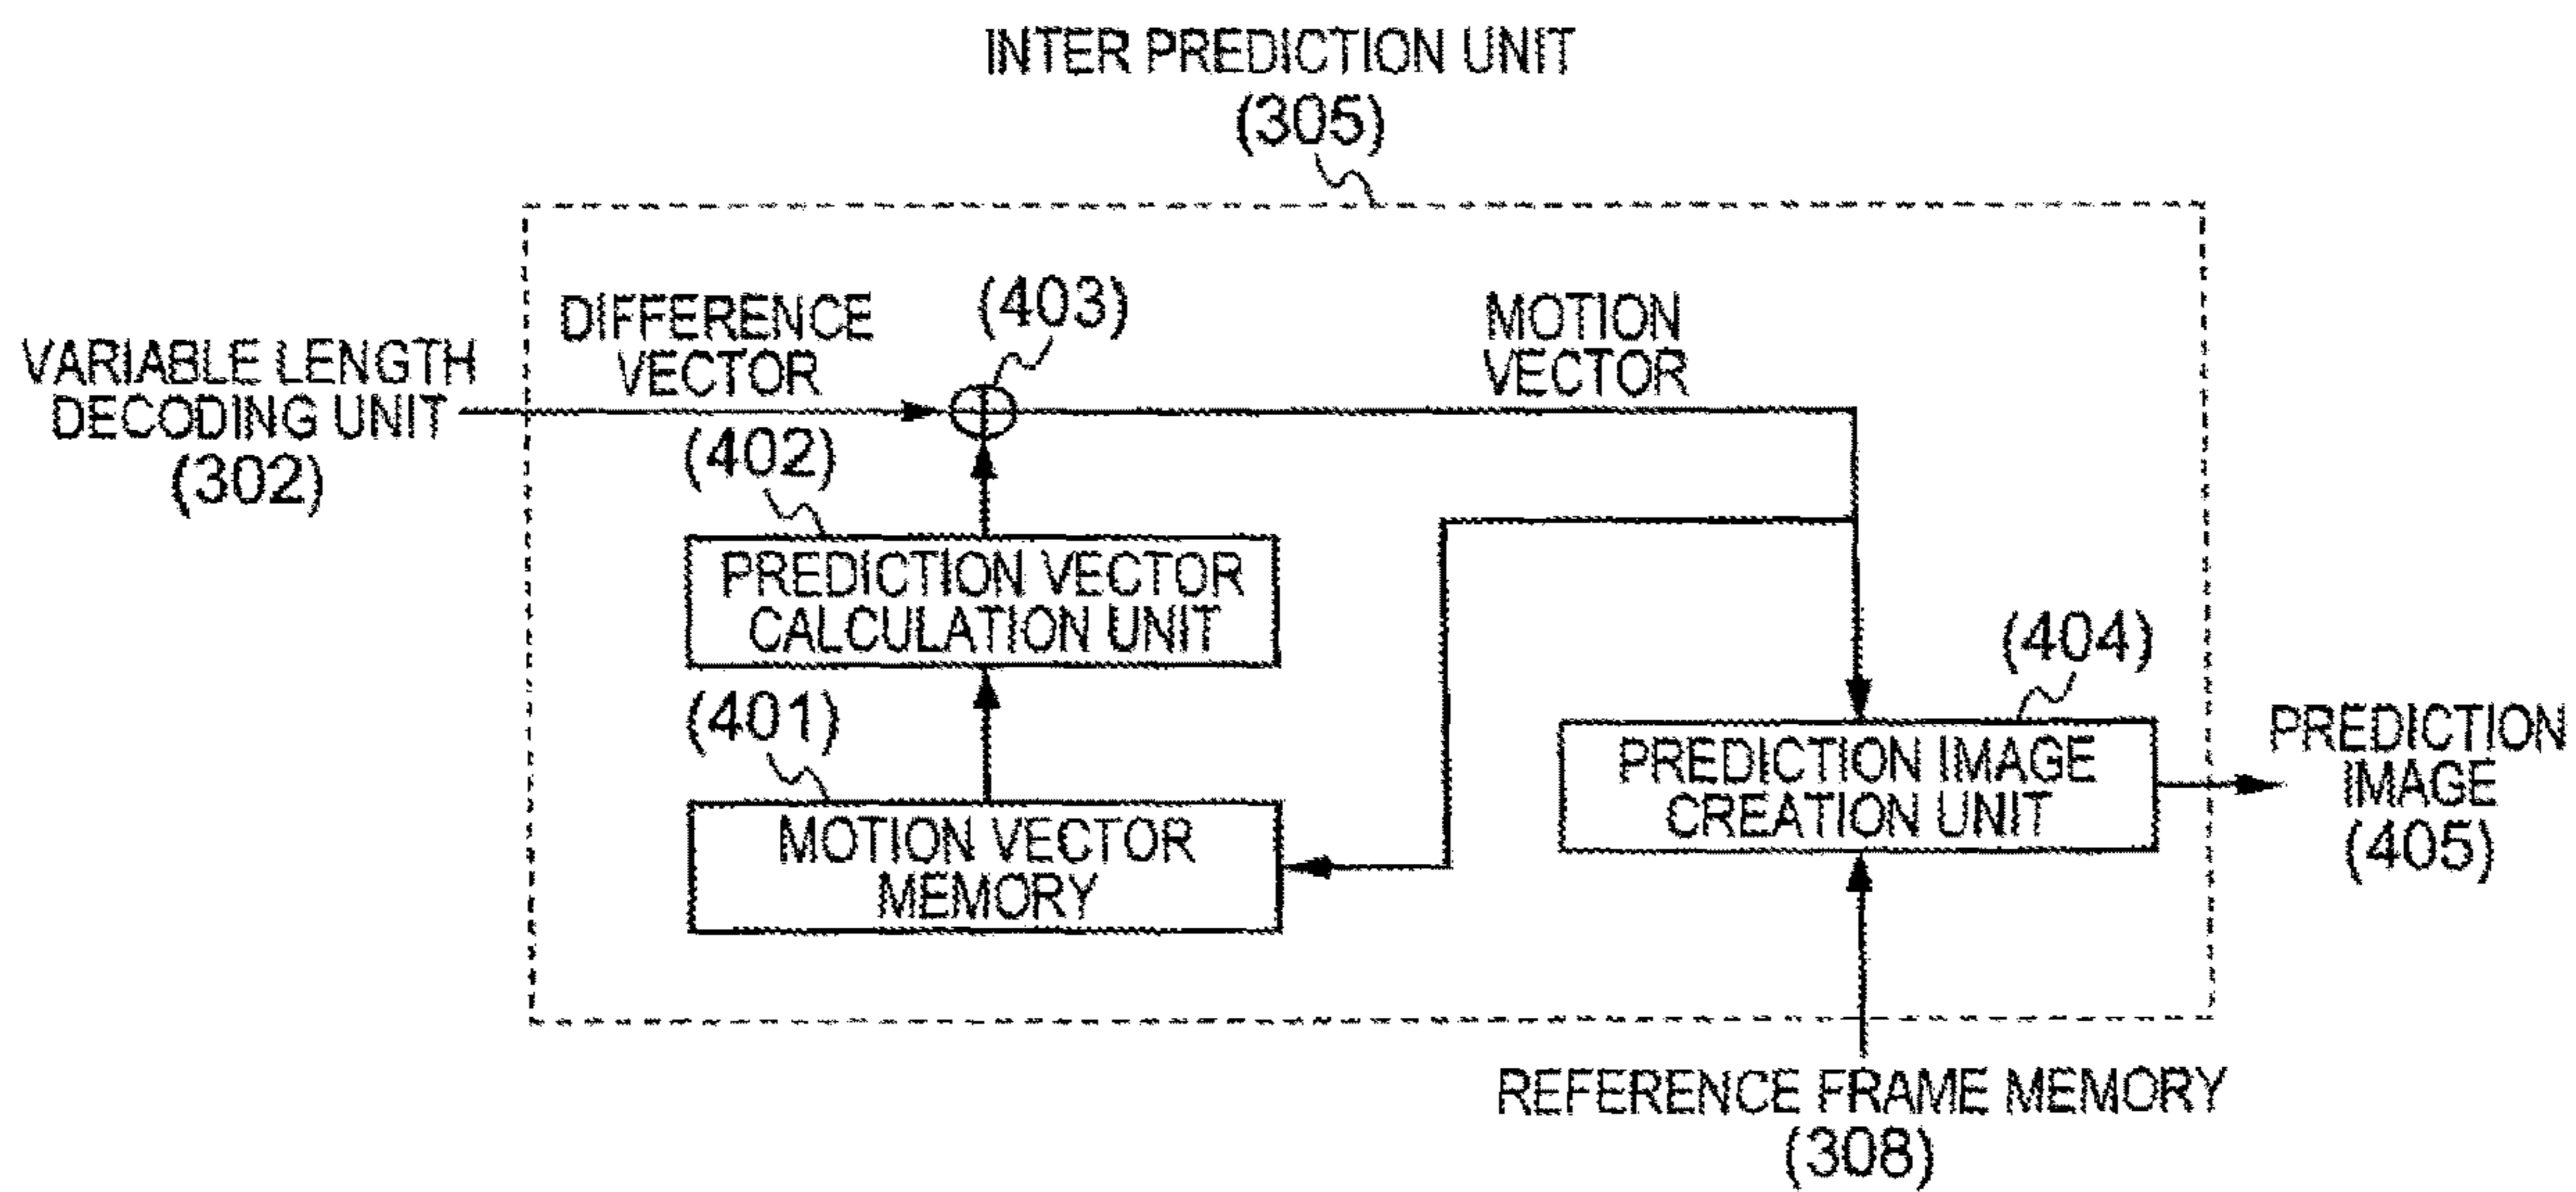 INTER PREDICTION UNIT
(305)
VARIABLE LENGTH
DECODING UNIT
(302)
DIFFERENCE
VECTOR
(403)
MOTION
VECTOR
(402)
PREDICTION VECTOR
CALCULATION UNIT
(401)
MOTION VECTOR
MEMORY
(404)
PREDICTION IMAGE
CREATION UNIT
PREDICTION
IMAGE
(405)
REFERENCE FRAME MEMORY
(308)